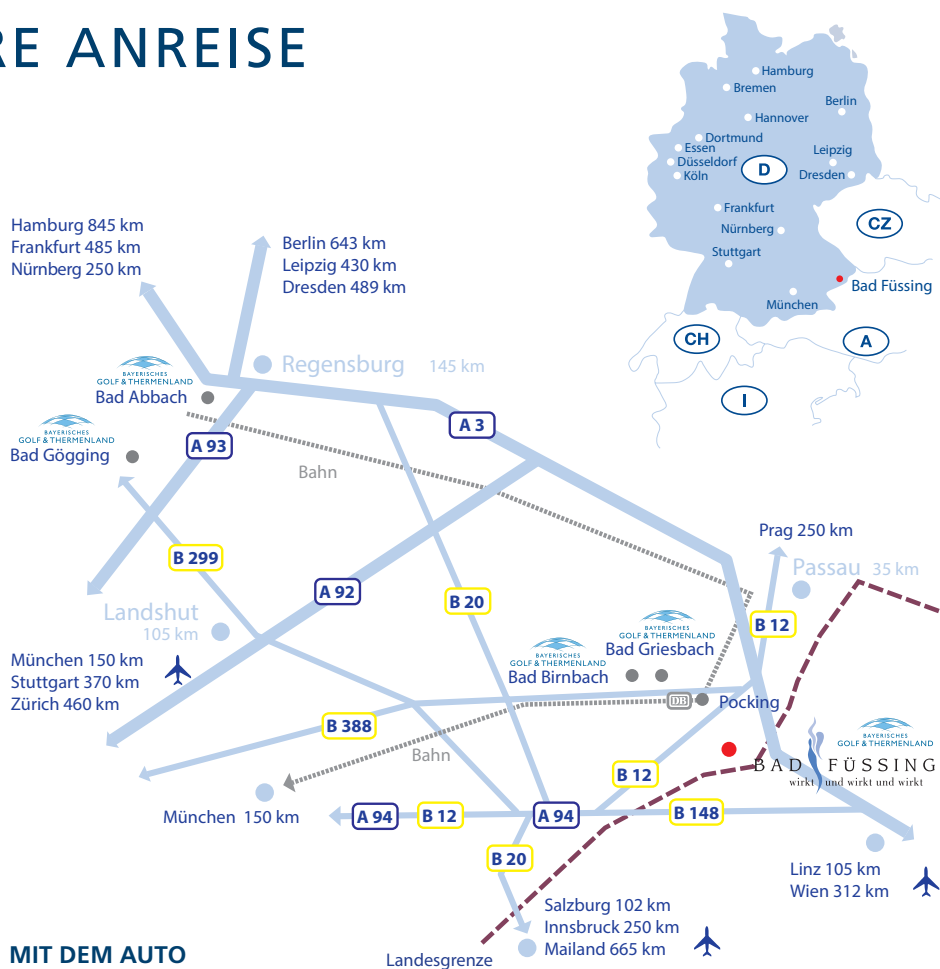 RE ANREISE
Hamburg
Bremen
Berlin
Hannover
Dortmund
Essen
Düsseldorf
Köln
Leipzig
Dresden
D
Frankfurt
Nürnberg
CZ
Stuttgart
Bad Füssing
München
CH
A
I
Hamburg 845 km
Frankfurt 485 km
Nürnberg 250 km
Berlin 643 km
Leipzig 430 km
Dresden 489 km
Regensburg 145 km
BAYERISCHES
GOLF & THERMENLAND
Bad Abbach
BAYERISCHES
GOLF & THERMENLAND
Bad Gögging
A 93
A 3
Bahn
B 299
A 92
B 20
Prag 250 km
Passau 35 km
B 12
Landshut
105 km
München 150 km
Stuttgart 370 km
Zürich 460 km
BAYERISCHES
GOLF & THERMENLAND
Bad Birnbach
BAYERISCHES
GOLF & THERMENLAND
Bad Griesbach
DB
Pocking
B 388
Bahn
BAYERISCHES
GOLF & THERMENLAND
BAD FÜSSING
wirkt und wirkt und wirkt
B 12
München 150 km
A 94
B 12
A 94
B 148
B 20
Linz 105 km
Wien 312 km
Salzburg 102 km
Innsbruck 250 km
Mailand 665 km
Landesgrenze
MIT DEM AUTO